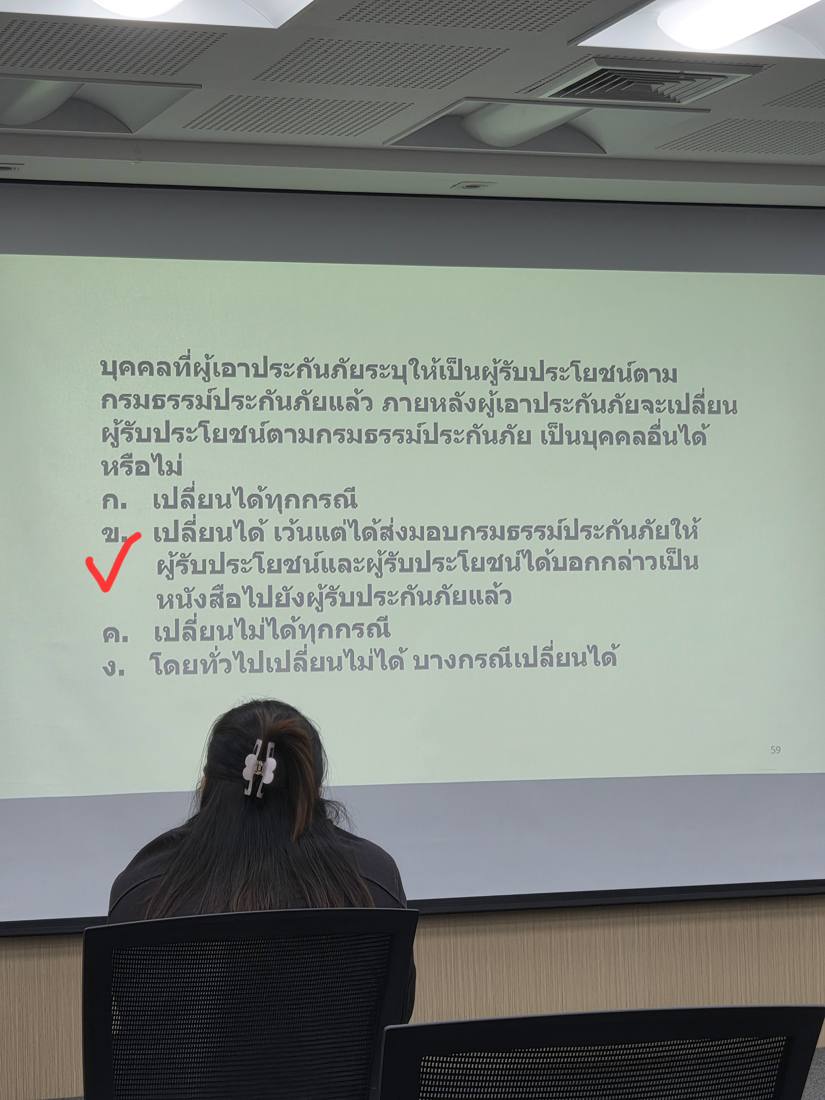 บุคคลที่ผู้เอาประกันภัยระบุให้เป็นผู้รับประโยชน์ตาม
กรมธรรม์ประกันภัยแล้ว ภายหลังผู้เอาประกันภัยจะเปลี่ยน
ผู้รับประโยชน์ตามกรมธรรม์ประกันภัย เป็นบุคคลอื่นได้
หรือไม่
ก. เปลี่ยนได้ทุกกรณี
ข. เปลี่ยนได้ เว้นแต่ได้ส่งมอบกรมธรรม์ประกันภัยให้
ผู้รับประโยชน์และผู้รับประโยชน์ได้บอกกล่าวเป็น
หนังสือไปยังผู้รับประกันภัยแล้ว
ค. เปลี่ยนไม่ได้ทุกกรณี
ง. โดยทั่วไปเปลี่ยนไม่ได้ บางกรณีเปลี่ยนได้
59